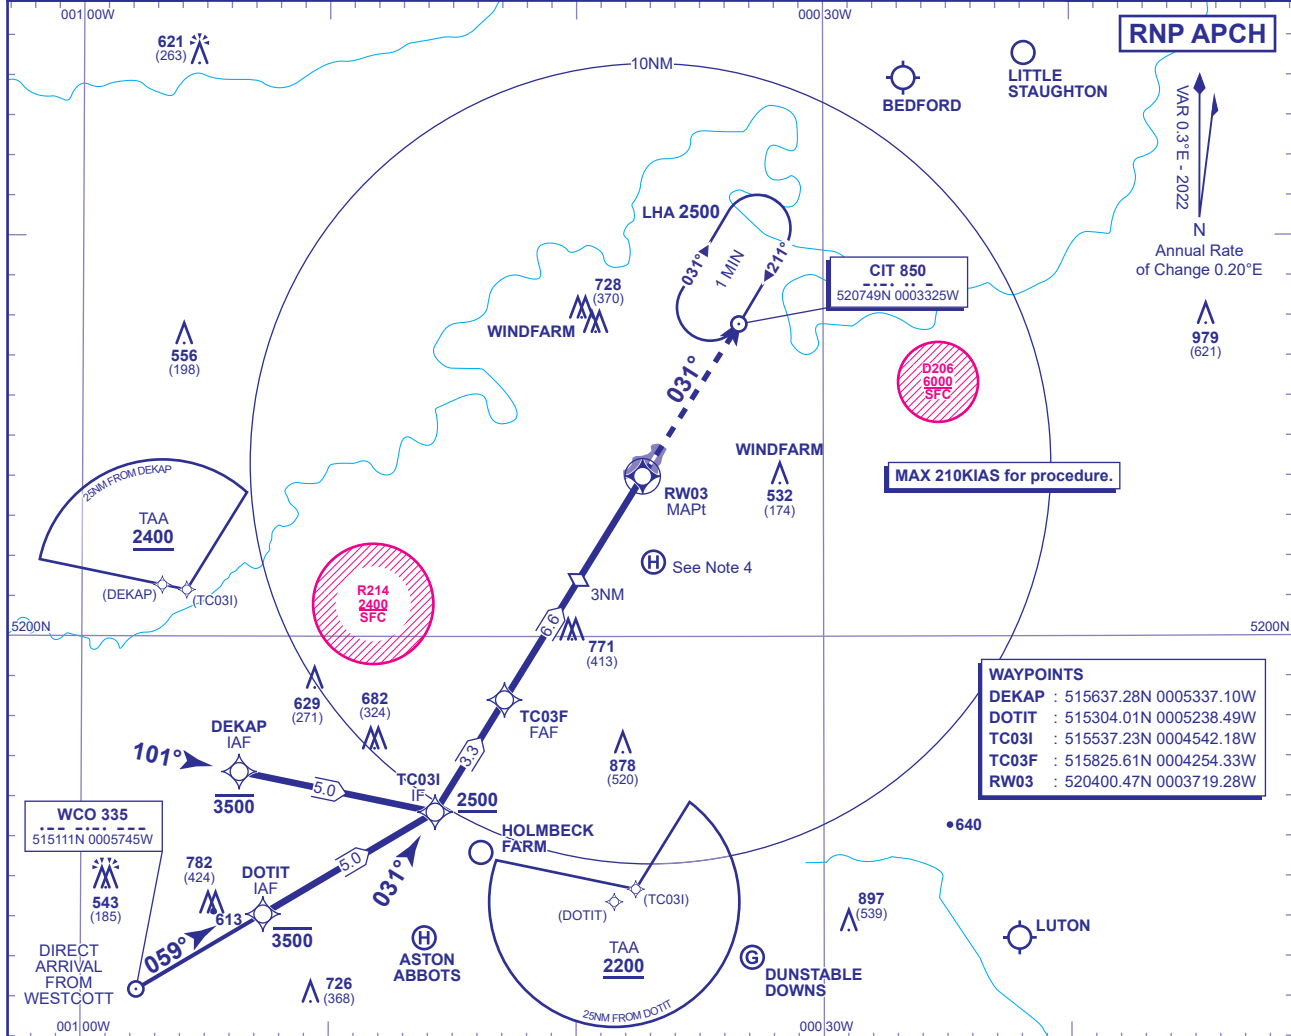 001°00W
000°30W
RNP APCH
621
(263)
10NM
BEDFORD
LITTLE
STAUGHTON
VAR 0.3°E - 2022
N
Annual Rate
of Change 0.20°E
LHA 2500
031°
1 MIN
211°
CIT 850
520749N 0003325W
728
(370)
WINDFARM
556
(198)
979
(621)
D206
6000
SFC
031°
WINDFARM
532
(174)
MAX 210KIAS for procedure.
RW03
MAPt
25NM FROM DEKAP
TAA
2400
(DEKAP)
(TC03I)
R214
2400
SFC
H
See Note 4
3NM
5200N
5200N
6.6
771
(413)
629
(271)
682
(324)
TC03F
FAF
878
(520)
WAYPOINTS
DEKAP : 515637.28N 0005337.10W
DOTIT : 515304.01N 0005238.49W
TC03I : 515537.23N 0004542.18W
TC03F : 515825.61N 0004254.33W
RW03 : 520400.47N 0003719.28W
DEKAP
IAF
101°
3500
5.0
3.3
TC03I
IF
2500
WCO 335
515111N 0005745W
640
HOLMBECK
FARM
782
(424)
543
(185)
613
DOTIT
IAF
3500
5.0
031°
059°
(TC03I)
(DOTIT)
TAA
2200
25NM FROM DOTIT
897
(539)
LUTON
H
ASTON
ABBOTS
G
DUNSTABLE
DOWNS
DIRECT
ARRIVAL
FROM
WESTCOTT
726
(368)
001°00W
000°30W